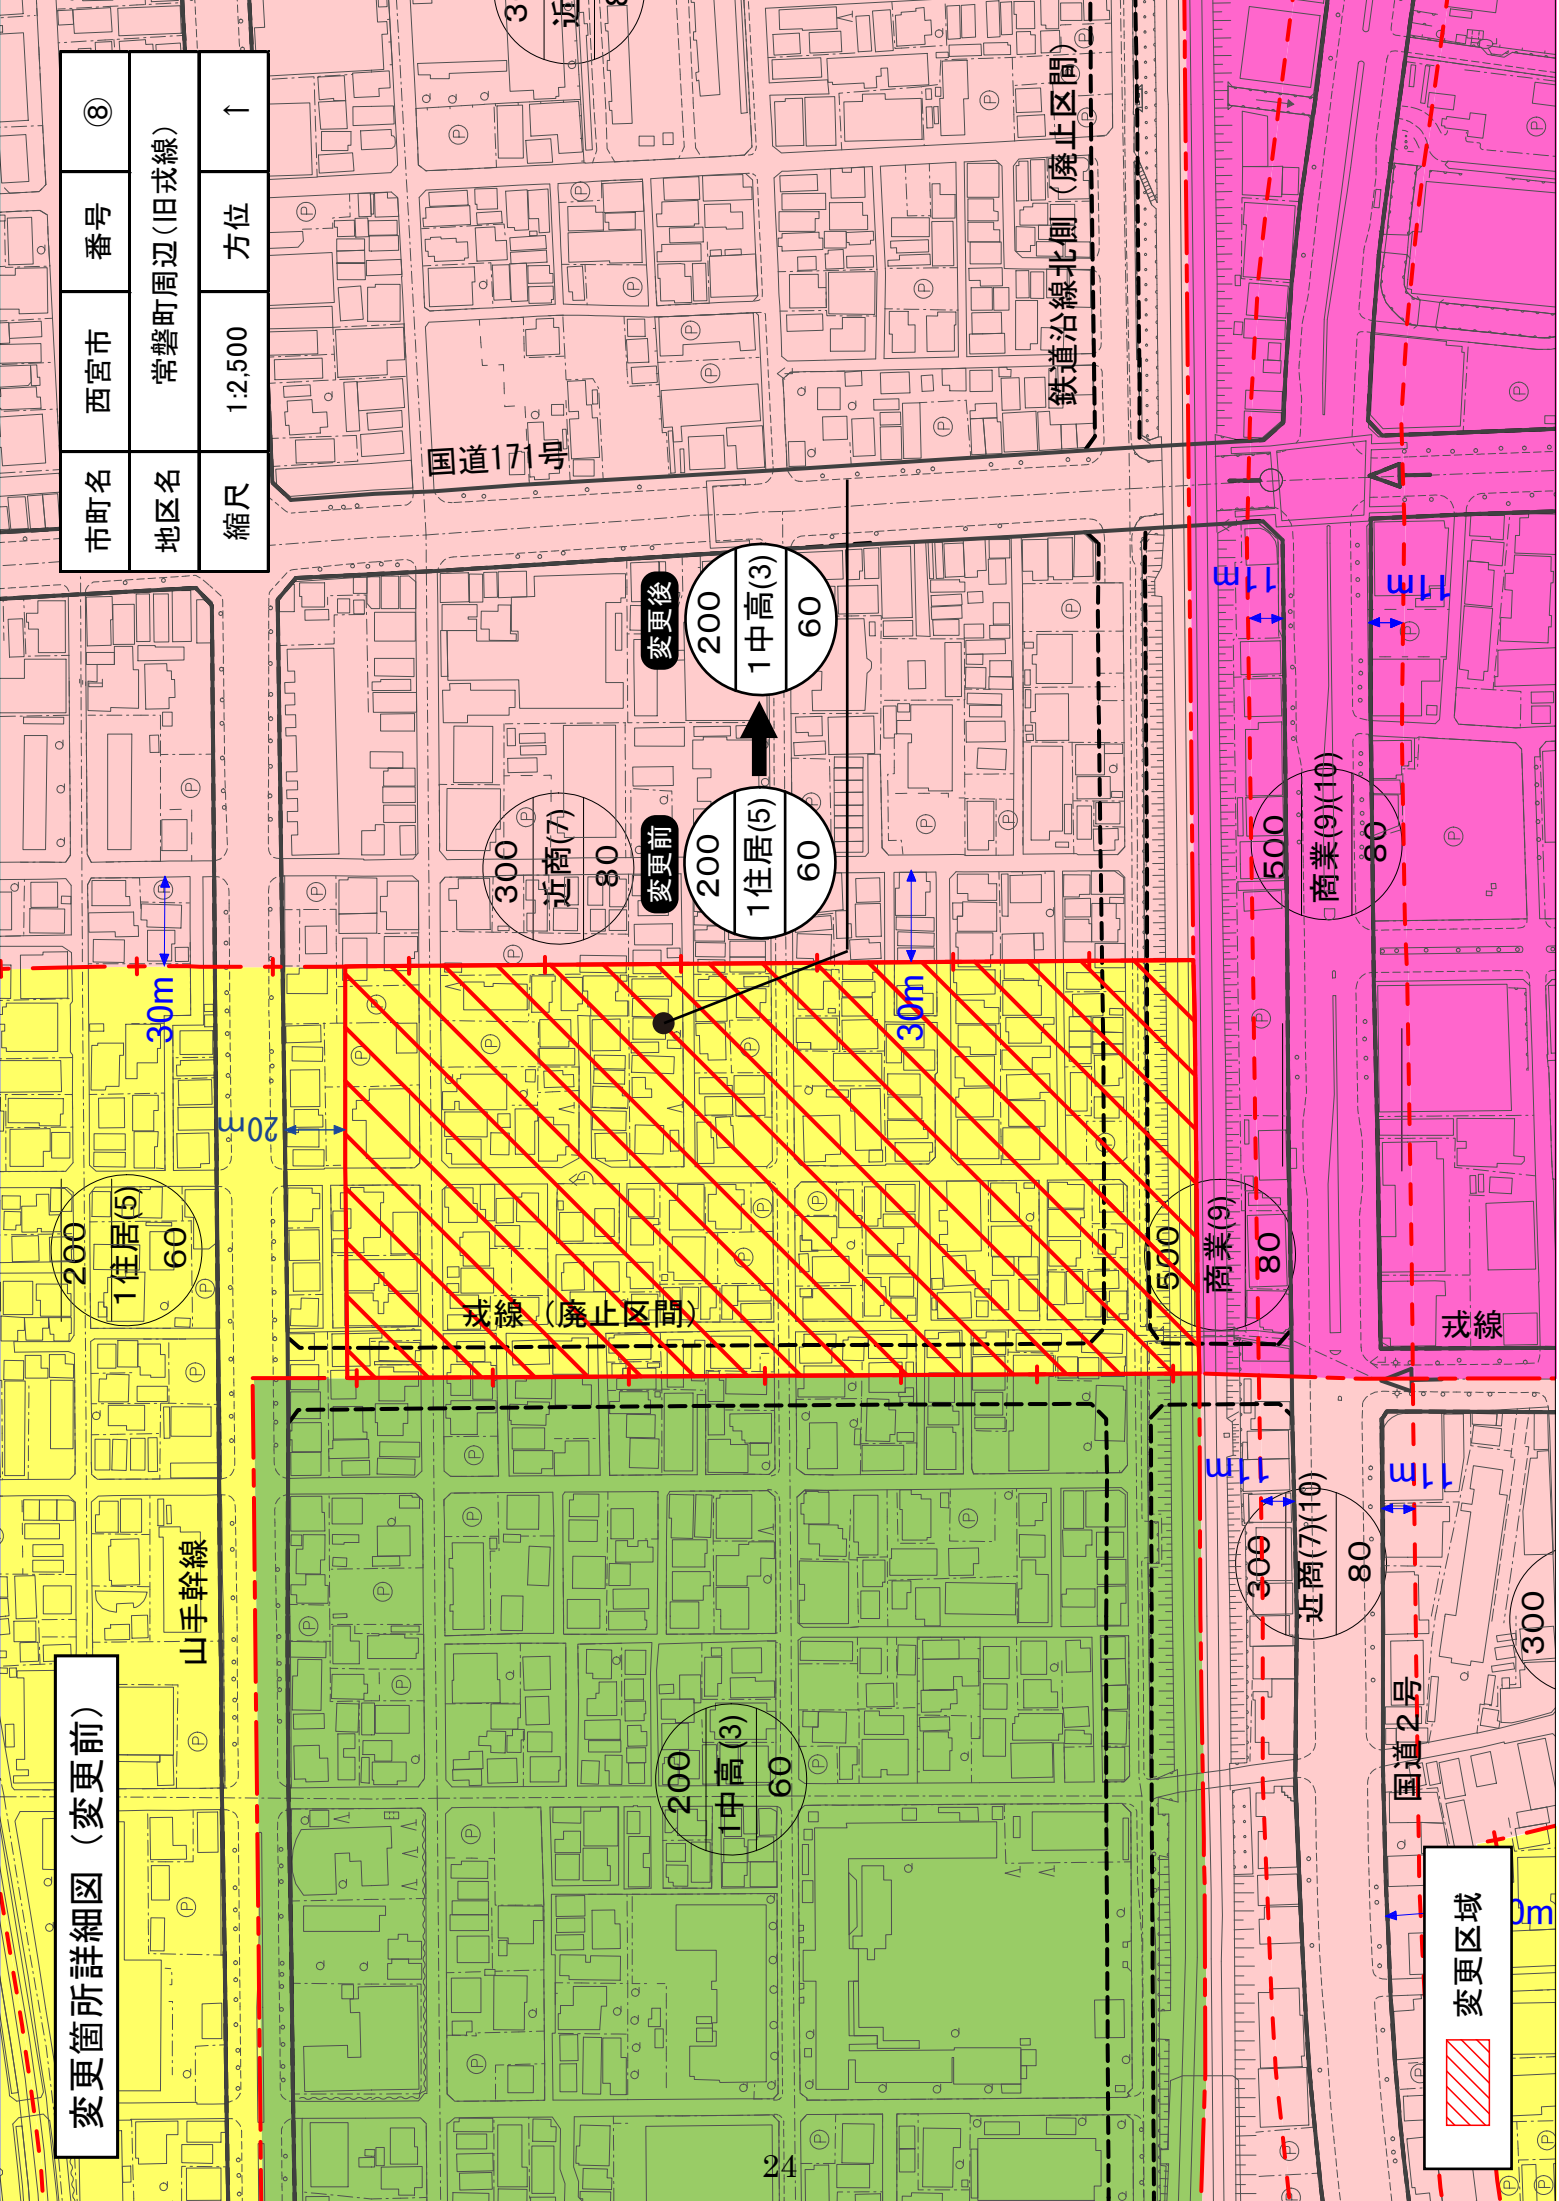 変更箇所詳細図（変更前）
市町名 西宮市 番号 ⑧
地区名 常磐町周辺（旧戎線）
縮尺 1:2,500 方位 ↑
山手幹線
200
1住居(5)
60
20m
30m
国道171号
300
近商(7)
80
変更前
200
1住居(5)
60
変更後
200
1中高(3)
60
30m
戎線（廃止区間）
200
1中高(3)
60
鉄道沿線北側（廃止区間）
500
商業(9)
80
500
商業(9)(10)
80
11m
11m
11m
11m
300
近商(7)(10)
80
戎線
国道２号
300
0m
変更区域
24